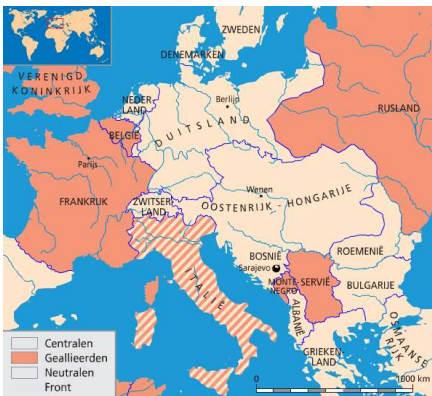 ZWEDEN
DENEMARKEN
VERENIGD
KONINKRIJK
NEDER-
LAND
Berlijn
RUSLAND
DUITSLAND
BELGIË
Parijs
FRANKRIJK
ZWITSER-
LAND
Wenen
OOSTENRIJK - HONGARIJE
ITALIË
BOSNIË
Sarajevo
ROEMENIË
MONTE-
NEGRO
SERVIË
BULGARIJE
ALBANIË
GRIEKEN-
LAND
OSMAANSE
RIJK
Centralen
Geallieerden
Neutralen
Front
0 1000 km